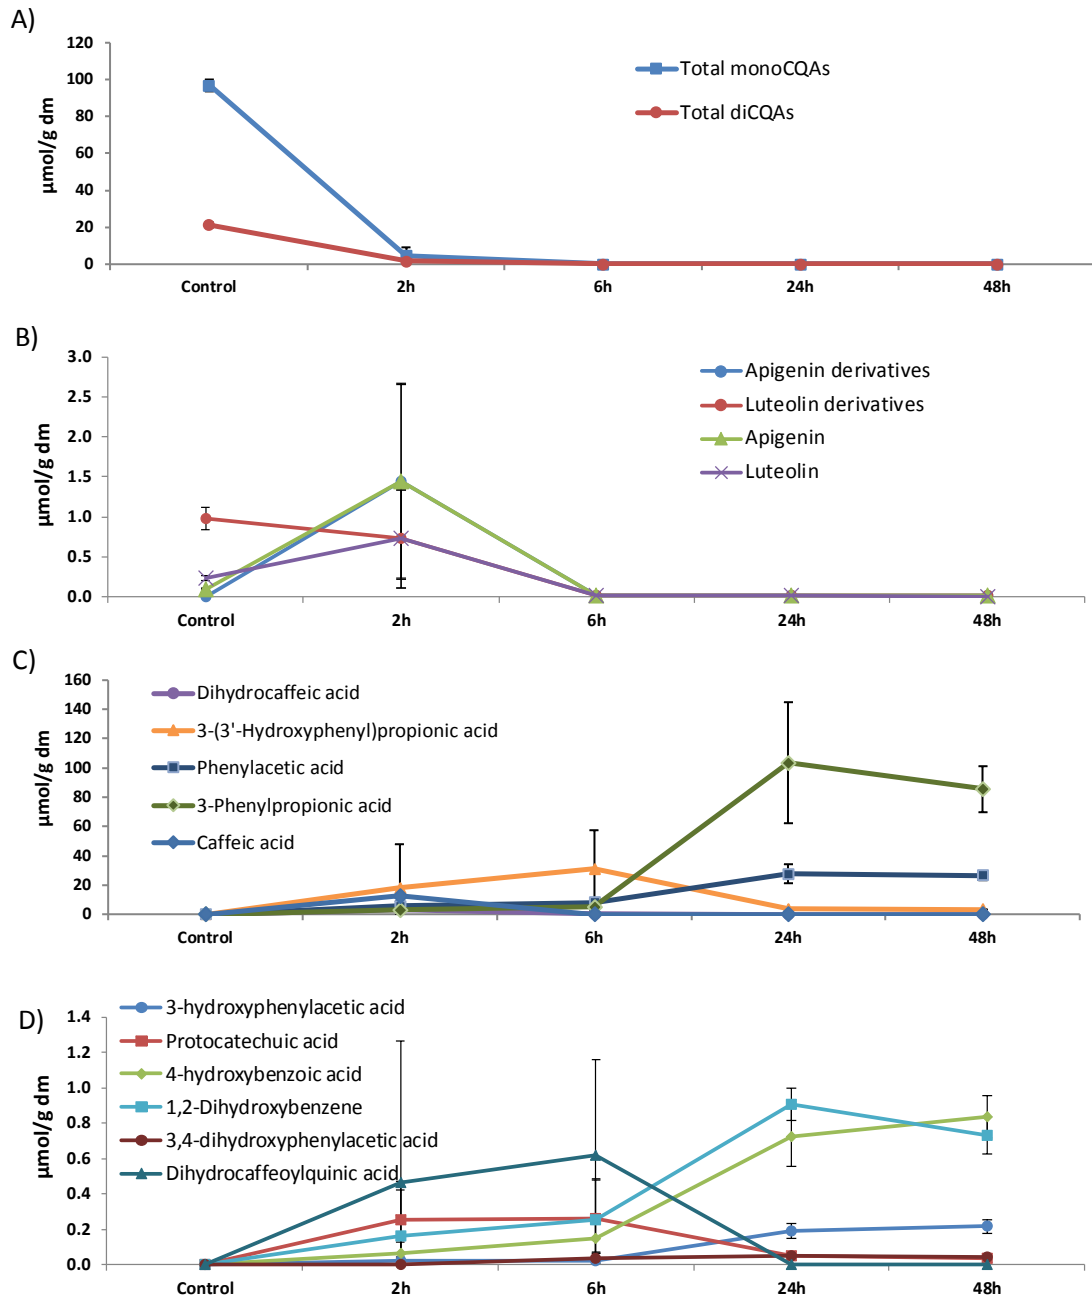 A)
120
100
80
60
40
20
0
μmol/g dm
Total monoCQAs
Total diCQAs
Control 2h 6h 24h 48h
B)
3.0
2.5
2.0
1.5
1.0
0.5
0.0
μmol/g dm
Apigenin derivatives
Luteolin derivatives
Apigenin
Luteolin
Control 2h 6h 24h 48h
C)
160
140
120
100
80
60
40
20
0
μmol/g dm
Dihydrocaffeic acid
3-(3'-Hydroxyphenyl)propionic acid
Phenylacetic acid
3-Phenylpropionic acid
Caffeic acid
Control 2h 6h 24h 48h
D)
1.4
1.2
1.0
0.8
0.6
0.4
0.2
0.0
μmol/g dm
3-hydroxyphenylacetic acid
Protocatechuic acid
4-hydroxybenzoic acid
1,2-Dihydroxybenzene
3,4-dihydroxyphenylacetic acid
Dihydrocaffeoylquinic acid
Control 2h 6h 24h 48h